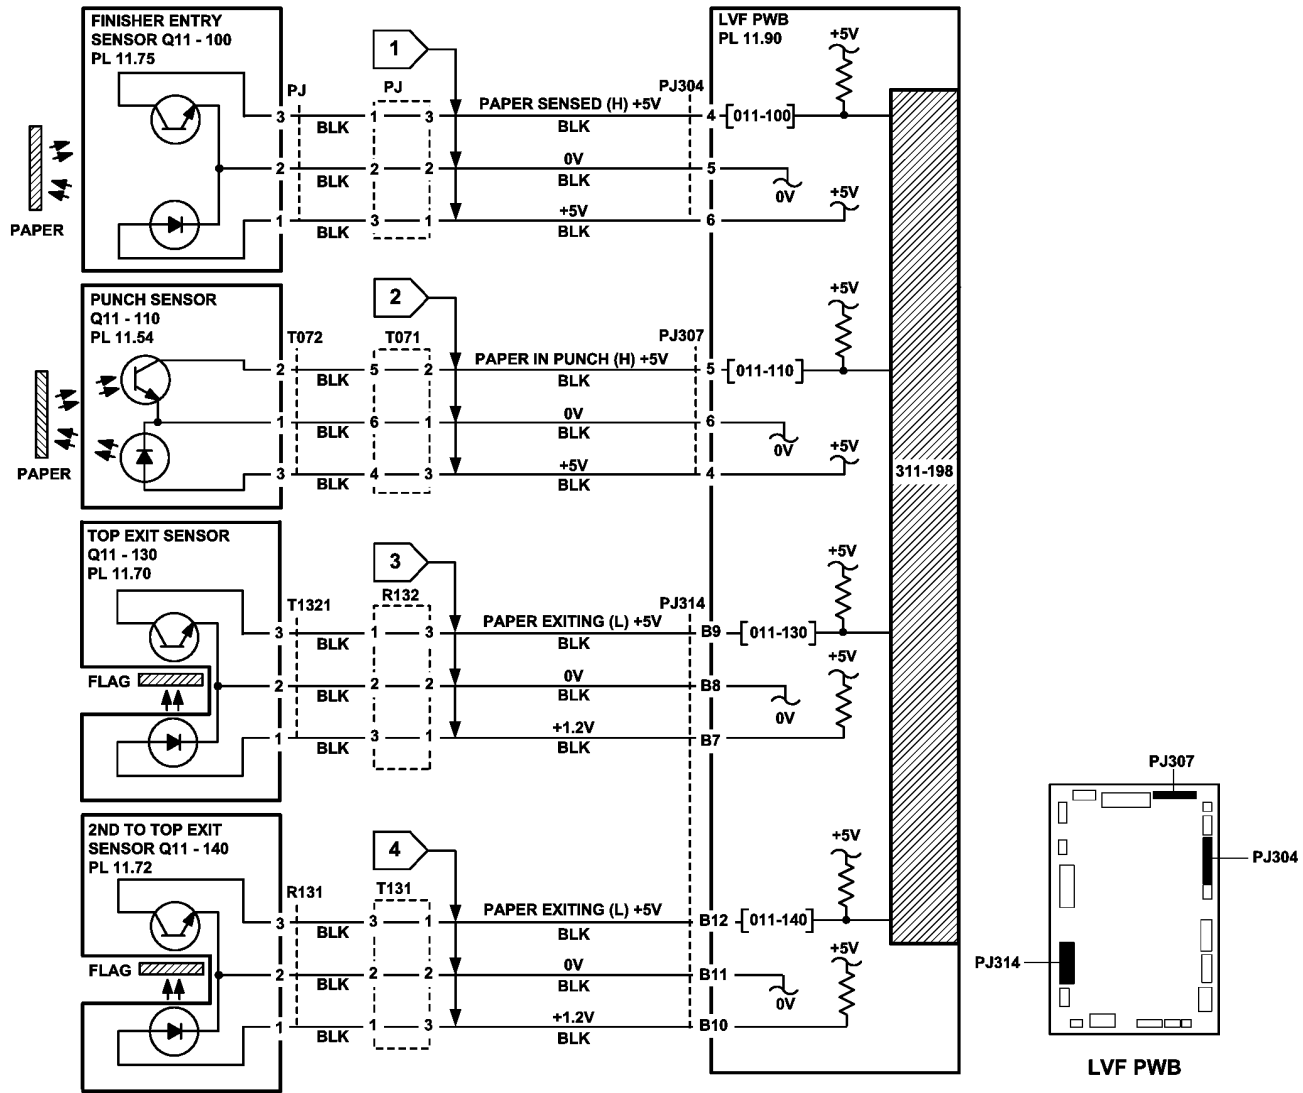 FINISHER ENTRY
SENSOR Q11 - 100
PL 11.75
PAPER
3
2
1
PJ
BLK
BLK
BLK
PJ
1 3
2 2
3 1
1
PAPER SENSED (H) +5V
BLK
0V
BLK
+5V
BLK
PJ304
4
5
6
LVF PWB
PL 11.90
+5V
011-100
0V
+5V
PUNCH SENSOR
Q11 - 110
PL 11.54
PAPER
2
1
3
T072
BLK
BLK
BLK
T071
5 2
6 1
4 3
2
PAPER IN PUNCH (H) +5V
BLK
0V
BLK
+5V
BLK
PJ307
5
6
4
+5V
011-110
0V
+5V
311-198
TOP EXIT SENSOR
Q11 - 130
PL 11.70
FLAG
3
2
1
T1321
BLK
BLK
BLK
R132
1 3
2 2
3 1
3
PAPER EXITING (L) +5V
BLK
0V
BLK
+1.2V
BLK
PJ314
B9
B8
B7
+5V
011-130
+5V
0V
2ND TO TOP EXIT
SENSOR Q11 - 140
PL 11.72
FLAG
3
2
1
R131
BLK
BLK
BLK
T131
3 1
2 2
1 3
4
PAPER EXITING (L) +5V
BLK
0V
BLK
+1.2V
BLK
B12
B11
B10
+5V
011-140
+5V
0V
PJ307
PJ304
PJ314
LVF PWB